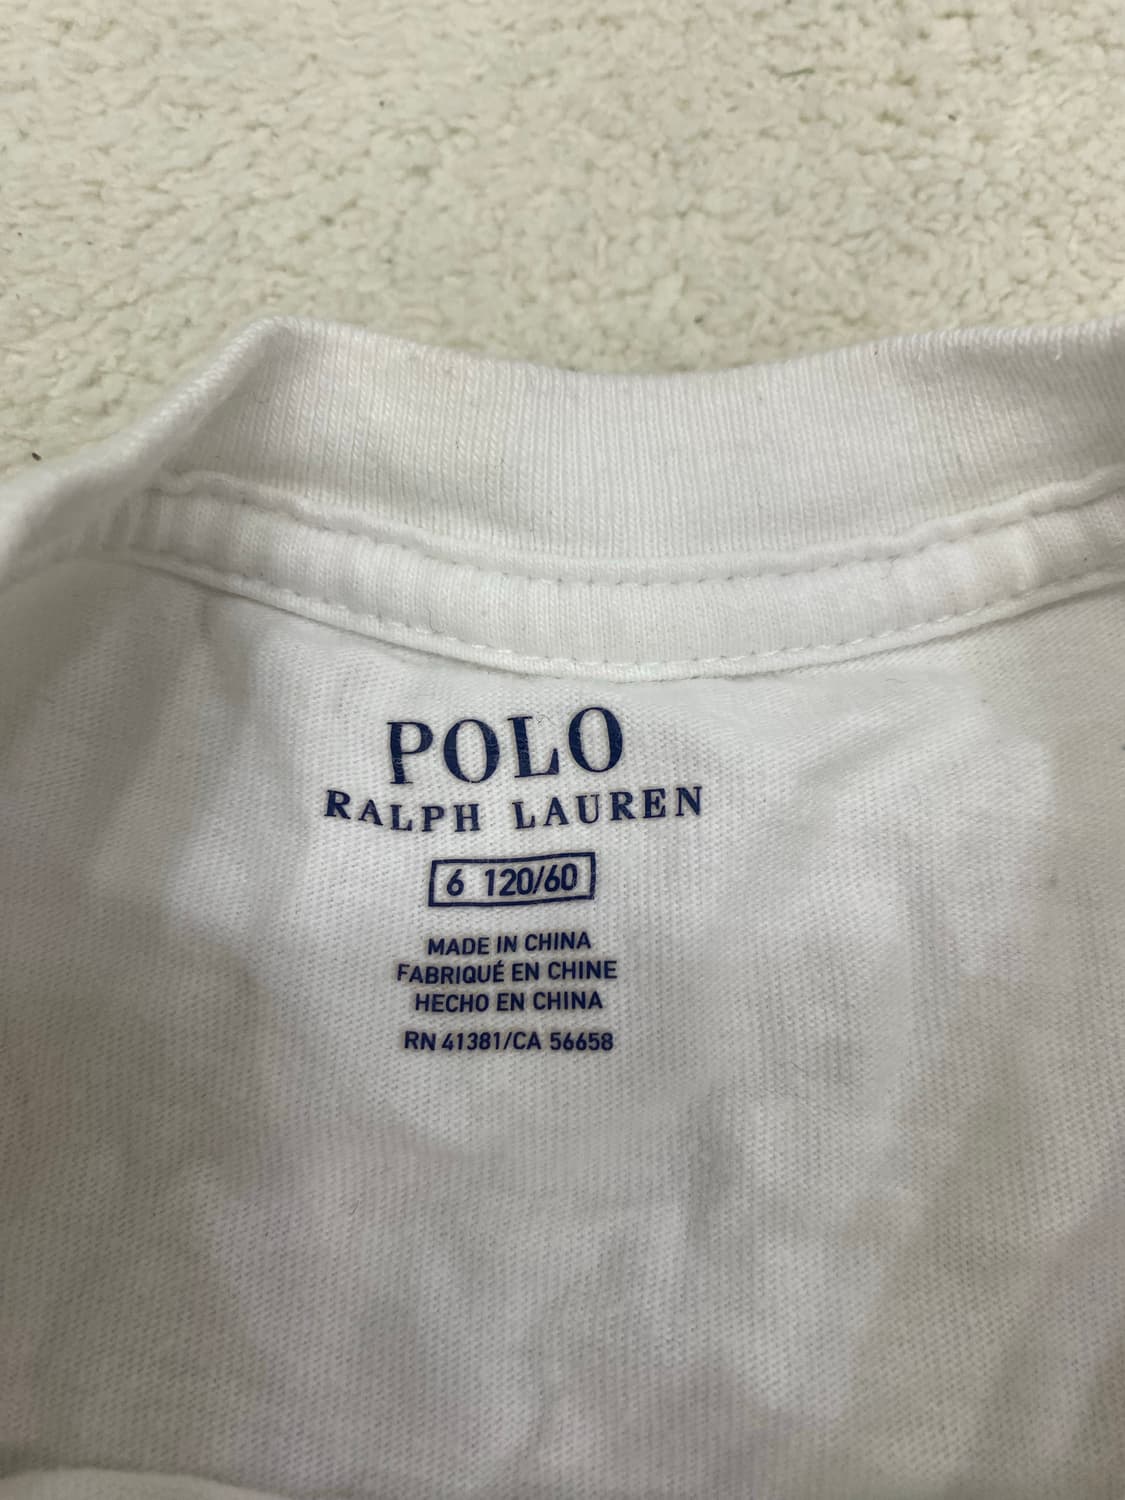 POLO
RALPH LAUREN
6 120/60
MADE IN CHINA
FABRIQUÉ EN CHINE
HECHO EN CHINA
RN 41381/CA 56658